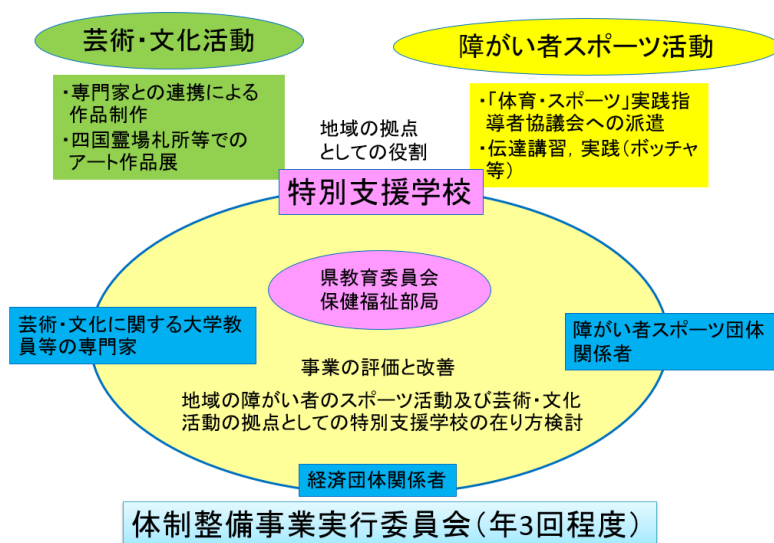 芸術・文化活動
障がい者スポーツ活動
・専門家との連携による
作品制作
・四国霊場札所等での
アート作品展
・「体育・スポーツ」実践指
導者協議会への派遣
・伝達講習，実践（ボッチャ
等）
地域の拠点
としての役割
特別支援学校
県教育委員会
保健福祉部局
芸術・文化に関する大学教
員等の専門家
障がい者スポーツ団体
関係者
事業の評価と改善
地域の障がい者のスポーツ活動及び芸術・文化
活動の拠点としての特別支援学校の在り方検討
経済団体関係者
体制整備事業実行委員会（年3回程度）